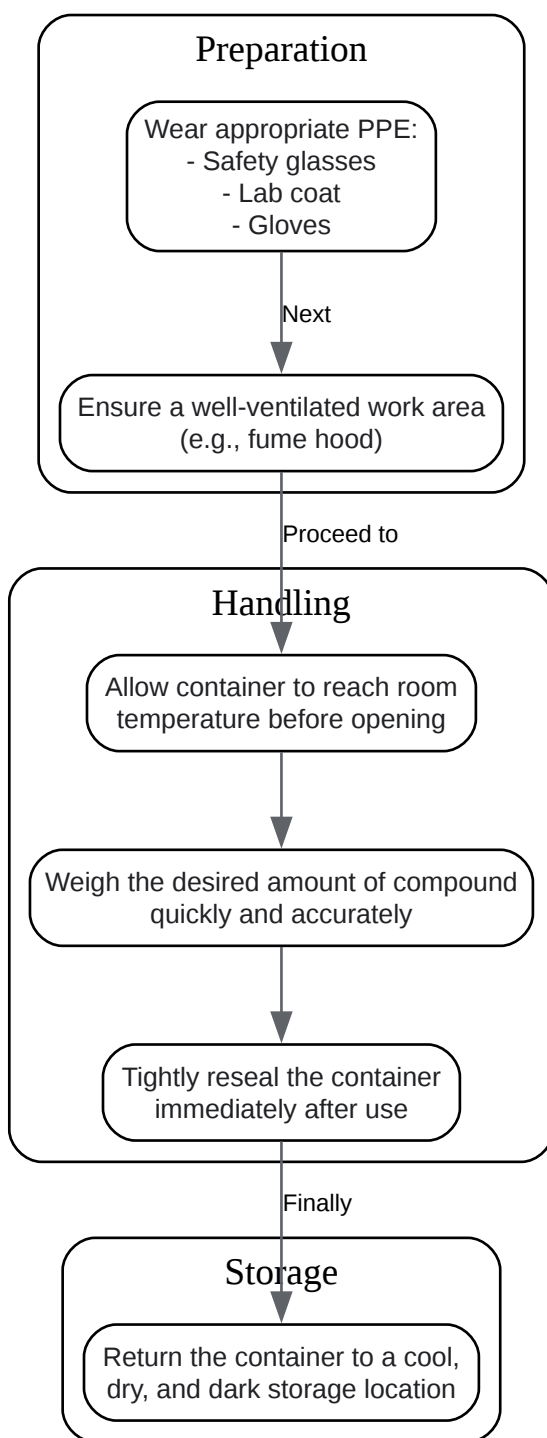 Preparation
Wear appropriate PPE:
- Safety glasses
- Lab coat
- Gloves
Next
Ensure a well-ventilated work area
(e.g., fume hood)
Proceed to
Handling
Allow container to reach room
temperature before opening
Weigh the desired amount of compound
quickly and accurately
Tightly reseal the container
immediately after use
Finally
Storage
Return the container to a cool,
dry, and dark storage location